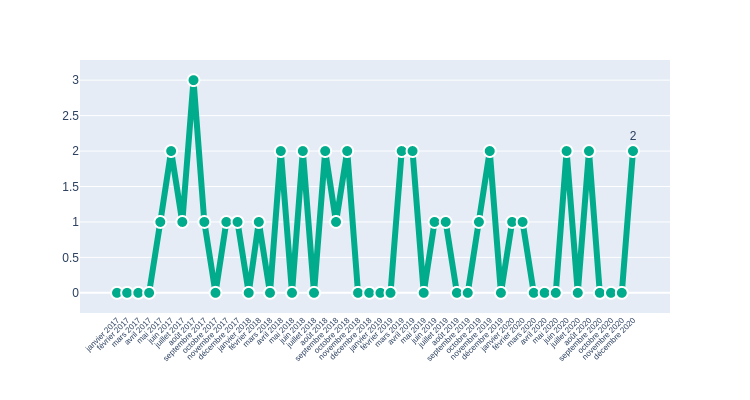 3
2.5
2
1.5
1
0.5
0
2
janvier 2017
février 2017
mars 2017
avril 2017
mai 2017
juin 2017
juillet 2017
août 2017
septembre 2017
octobre 2017
novembre 2017
décembre 2017
janvier 2018
février 2018
mars 2018
avril 2018
mai 2018
juin 2018
juillet 2018
août 2018
septembre 2018
octobre 2018
novembre 2018
décembre 2018
janvier 2019
février 2019
mars 2019
avril 2019
mai 2019
juin 2019
juillet 2019
août 2019
septembre 2019
octobre 2019
novembre 2019
décembre 2019
janvier 2020
février 2020
mars 2020
avril 2020
mai 2020
juin 2020
juillet 2020
août 2020
septembre 2020
octobre 2020
novembre 2020
décembre 2020